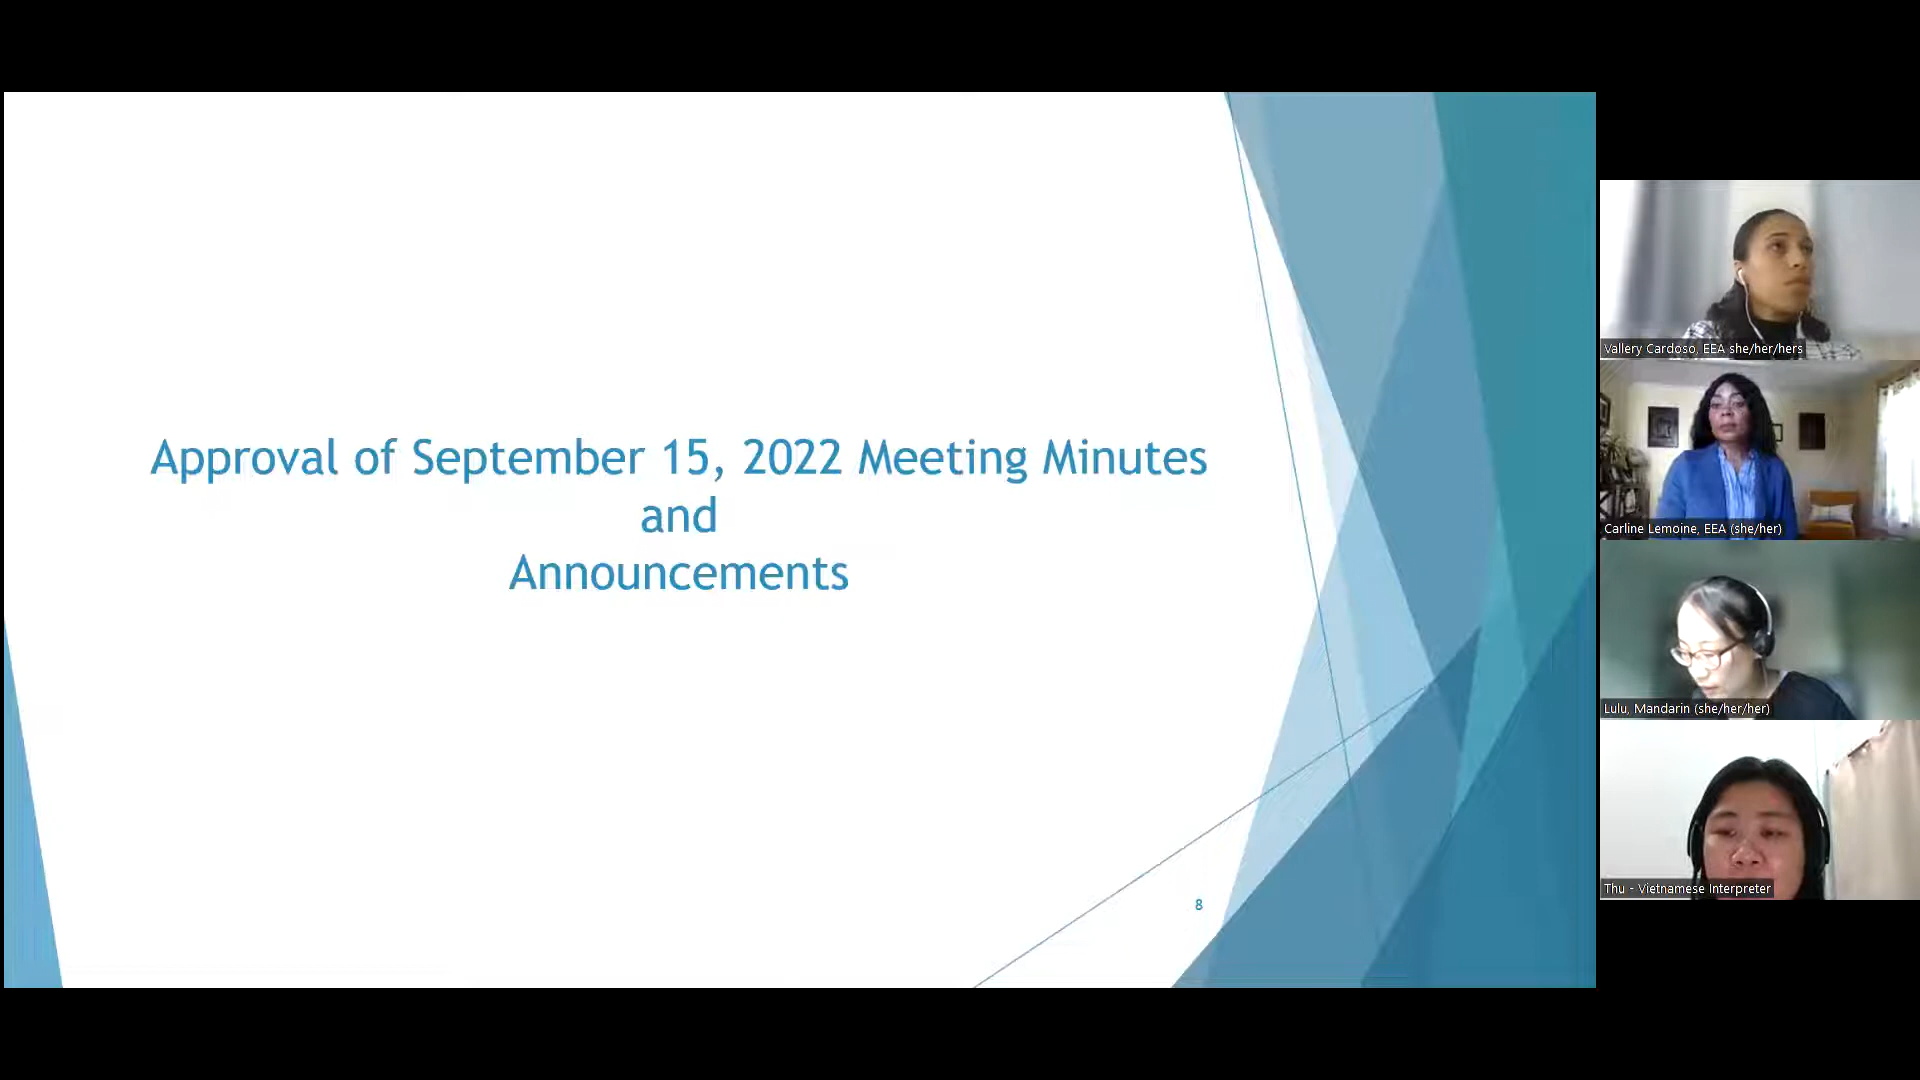 Approval of September 15, 2022 Meeting Minutes
and
Announcements
8
Vallery Cardoso, EEA she/her/hers
Carline Lemoine, EEA (she/her)
Lulu, Mandarin (she/her/her)
Thu - Vietnamese Interpreter